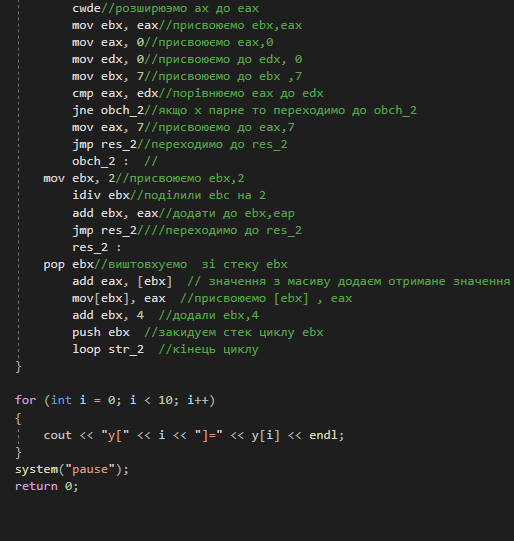 cwde//розширюэмо ax до eax
mov ebx, eax//присвоюємо ebx,eax
mov eax, 0//присвоюємо eax,0
mov edx, 0//присвоюємо до edx, 0
mov ebx, 7//присвоюємо до ebx ,7
cmp eax, edx//порівнюємо eax до edx
jne obch_2//якщо x парне то переходимо до obch_2
mov eax, 7//присвоюємо до eax,7
jmp res_2//переходимо до res_2
obch_2 :  //
mov ebx, 2//присвоюємо ebx,2
idiv ebx//поділили ebc на 2
add ebx, eax//додати до ebx,eap
jmp res_2////переходимо до res_2
res_2 :
pop ebx//виштовхуємо  зі стеку ebx
add eax, [ebx]  // значення з масиву додаєм отримане значення
mov[ebx], eax  //присвоюємо [ebx] , eax
add ebx, 4  //додали ebx,4
push ebx  //закидуєм стек циклу ebx
loop str_2  //кінець циклу
}
for (int i = 0; i < 10; i++)
{
cout << "y[" << i << "]=" << y[i] << endl;
}
system("pause");
return 0;